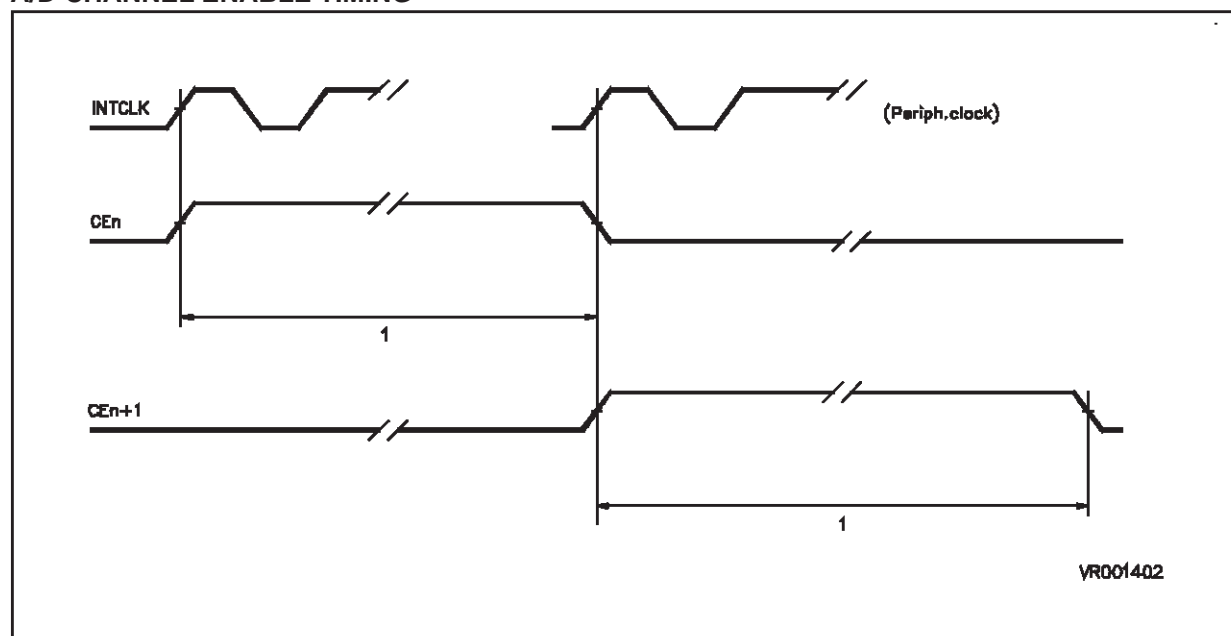 A/D CHANNEL ENABLE TIMING
INTCLK
(Periph.clock)
CEn
1
CEn+1
1
VR001402